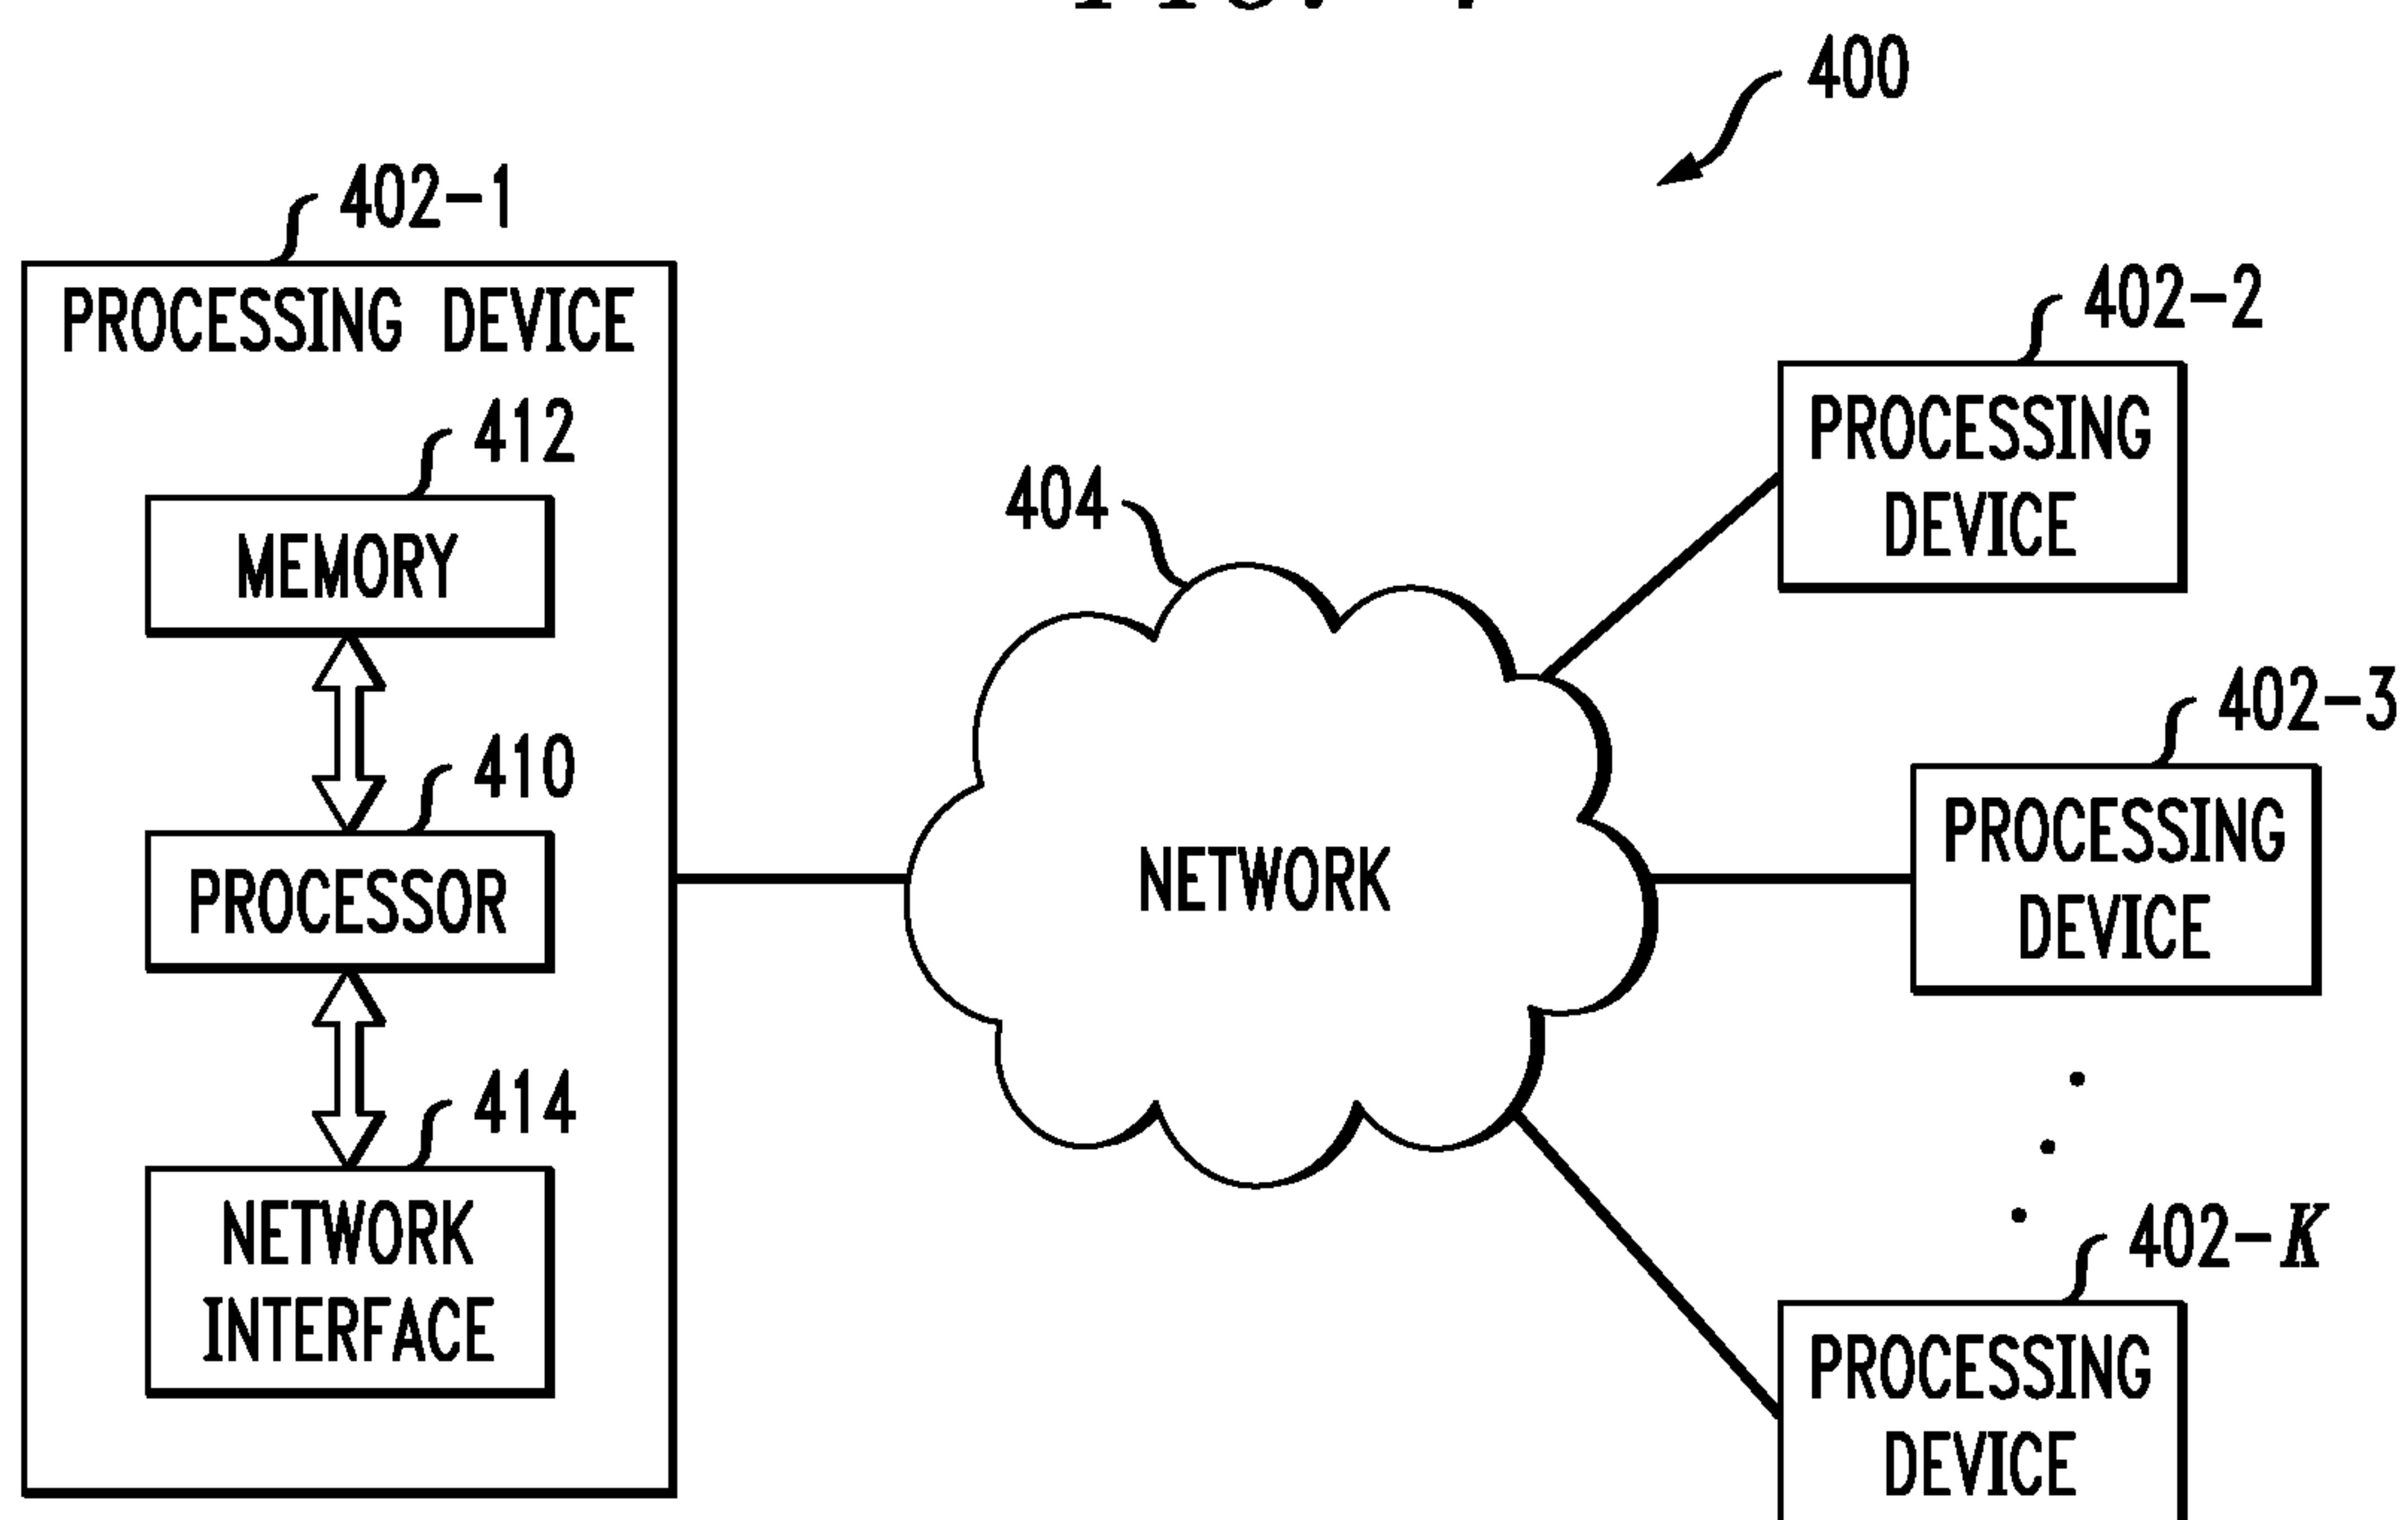 400
402-1
PROCESSING DEVICE
412
MEMORY
410
PROCESSOR
414
NETWORK
INTERFACE
404
NETWORK
402-2
PROCESSING
DEVICE
402-3
PROCESSING
DEVICE
402-K
PROCESSING
DEVICE